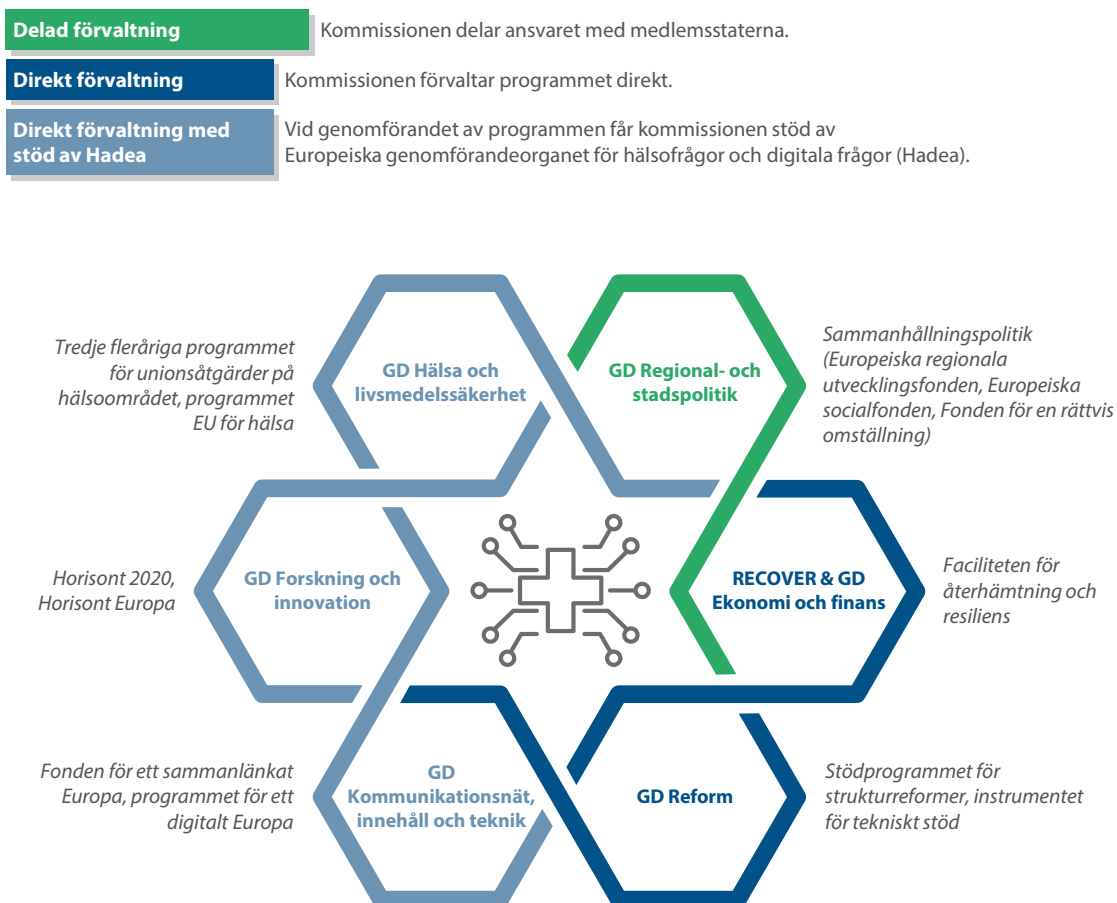 Delad förvaltning
Kommissionen delar ansvaret med medlemsstaterna.
Direkt förvaltning
Kommissionen förvaltar programmet direkt.
Direkt förvaltning med
stöd av Hadea
Vid genomförandet av programmen får kommissionen stöd av
Europeiska genomförandeorganet för hälsofrågor och digitala frågor (Hadea).
Tredje fleråriga programmet
för unionsåtgärder på
hälsoområdet, programmet
EU för hälsa
GD Hälsa och
livsmedelssäkerhet
GD Regional- och
stadspolitik
Sammanhållningspolitik
(Europeiska regionala
utvecklingsfonden, Europeiska
socialfonden, Fonden för en rättvis
omställning)
Horisont 2020,
Horisont Europa
GD Forskning och
innovation
RECOVER & GD
Ekonomi och finans
Faciliteten för
återhämtning och
resiliens
Fonden för ett sammanlänkat
Europa, programmet för ett
digitalt Europa
GD
Kommunikationsnät,
innehåll och teknik
GD Reform
Stödprogrammet för
strukturreformer, instrumentet
för tekniskt stöd